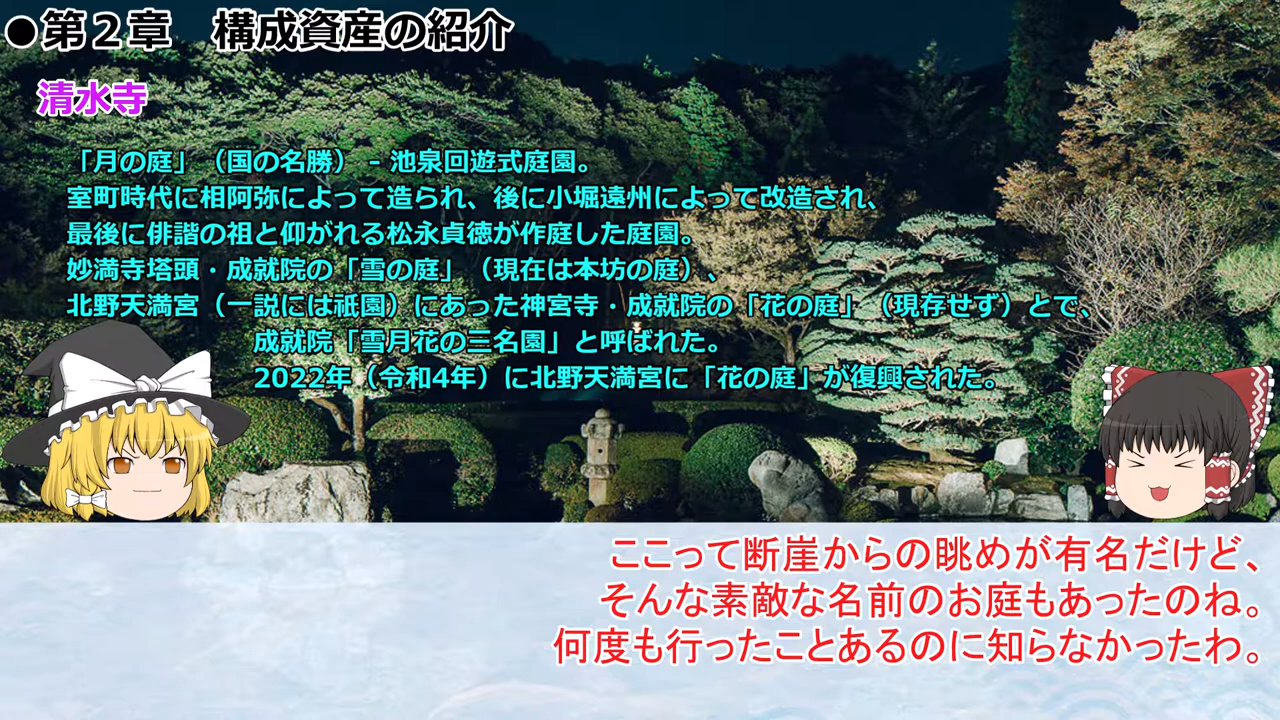 ●第２章　構成資産の紹介
清水寺
「月の庭」（国の名勝） - 池泉回遊式庭園。
室町時代に相阿弥によって造られ、後に小堀遠州によって改造され、
最後に俳諧の祖と仰がれる松永貞徳が作庭した庭園。
妙満寺塔頭・成就院の「雪の庭」（現在は本坊の庭）、
北野天満宮（一説には祇園）にあった神宮寺・成就院の「花の庭」（現存せず）とで、
成就院「雪月花の三名園」と呼ばれた。
2022年（令和4年）に北野天満宮に「花の庭」が復興された。
ここって断崖からの眺めが有名だけど、
そんな素敵な名前のお庭もあったのね。
何度も行ったことあるのに知らなかったわ。